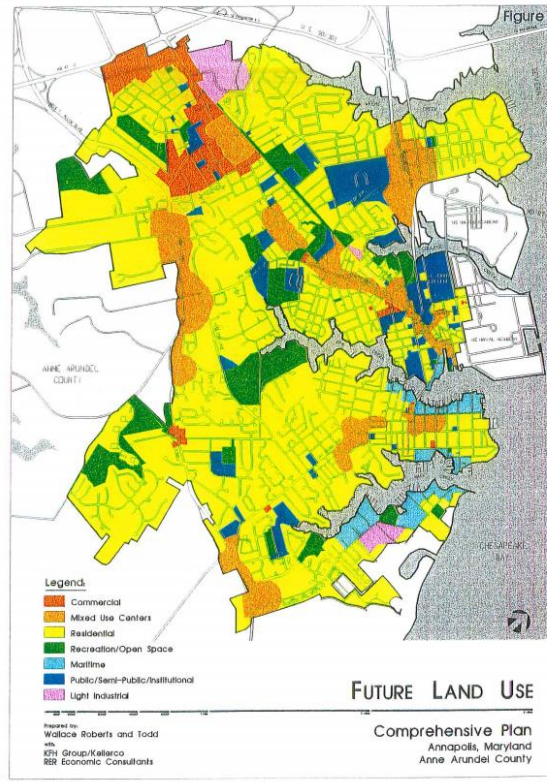 Figure
ANNE ARUNDEL
COUNTY
CHESAPEAKE
BAY
Legend:
Commercial
Mixed Use Centers
Residential
Recreation/Open Space
Maritime
Public/Semi-Public/Institutional
Light Industrial
FUTURE LAND USE
Prepared by:
Wallace Roberts and Todd
with
KFH Group/Kellerco
RER Economic Consultants
Comprehensive Plan
Annapolis, Maryland
Anne Arundel County